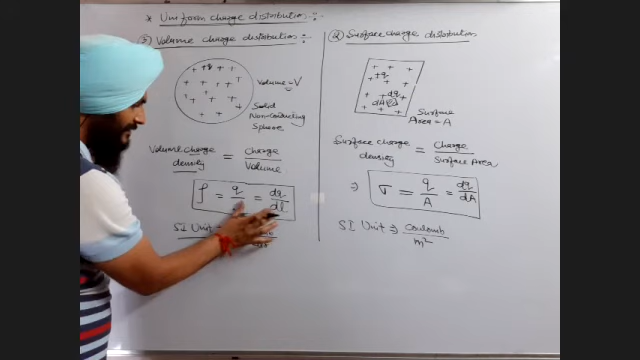 * Uniform charge distribution :-
③ Volume charge distribution :-
++q
Volume = V
Solid
Non-Conducting
Sphere
Volume charge density = Charge / Volume
ρ = q / = dq / d
SI Unit
② Surface charge distribution
+q
dq
dA
Surface
Area = A
Surface charge density = Charge / Surface Area
⇒ σ = q / A = dq / dA
SI Unit ⇒ Coulomb / m²